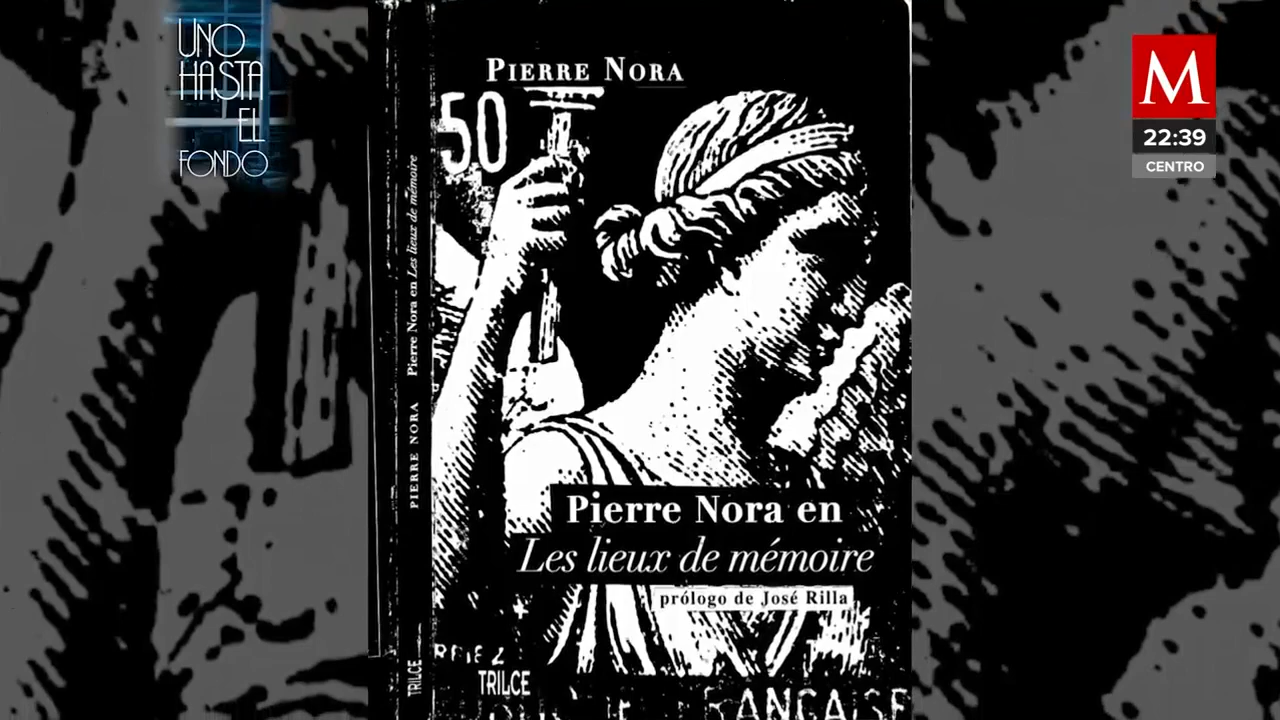 UNO
HASTA
EL
FONDO
M
22:39
CENTRO
PIERRE NORA
50
Pierre Nora en
Les lieux de mémoire
prólogo de José Rilla
TRILCE
PIERRE NORA Pierre Nora en Les lieux de mémoire
TRILCE